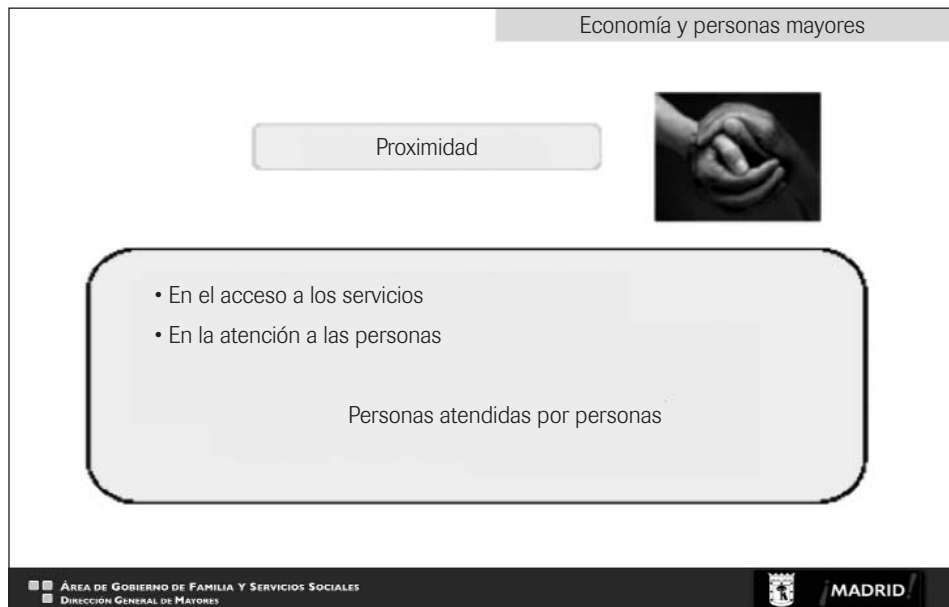 Economía y personas mayores
Proximidad
• En el acceso a los servicios
• En la atención a las personas
Personas atendidas por personas
ÁREA DE GOBIERNO DE FAMILIA Y SERVICIOS SOCIALES
DIRECCIÓN GENERAL DE MAYORES
¡MADRID!